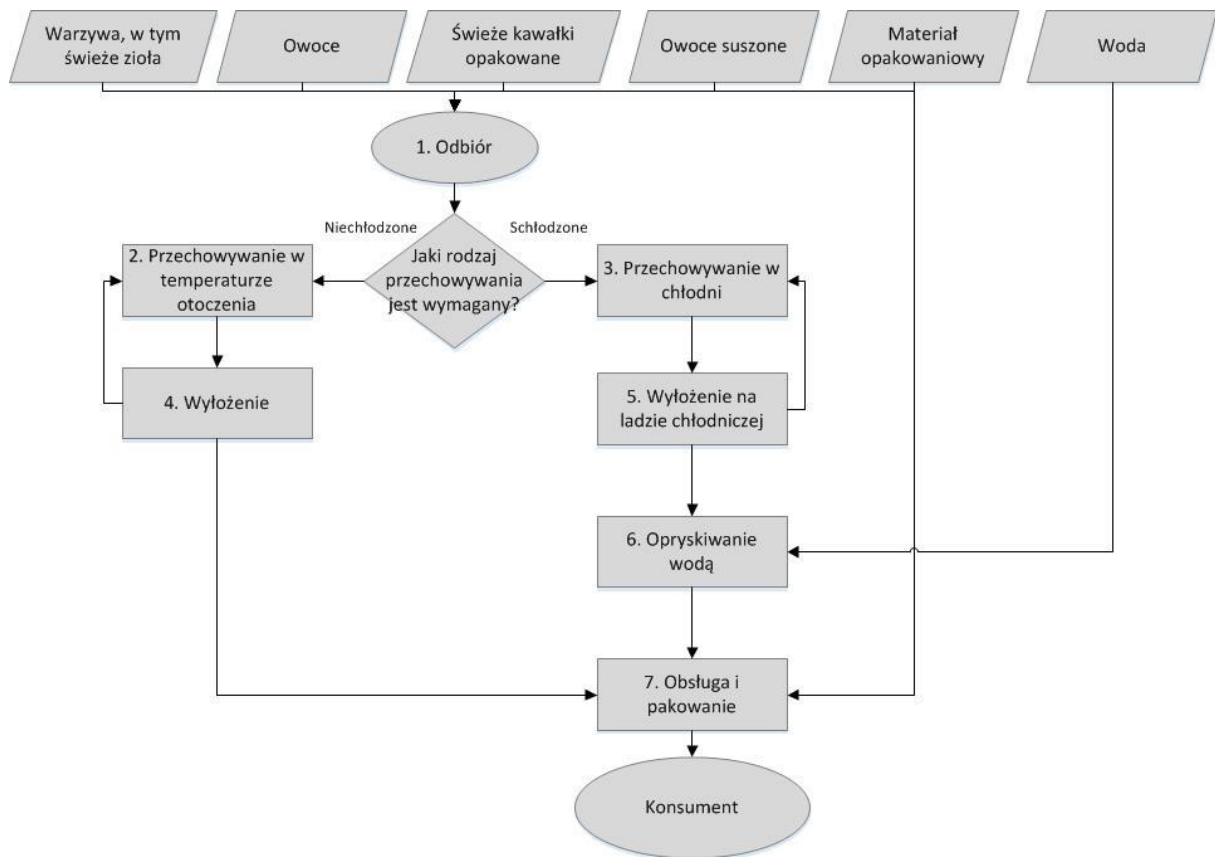 Warzywa, w tym
świeże zioła
Owoce
Świeże kawałki
opakowane
Owoce suszone
Materiał
opakowaniowy
Woda
1. Odbiór
Niechłodzone
Schłodzone
Jaki rodzaj
przechowywania
jest wymagany?
2. Przechowywanie w
temperaturze
otoczenia
3. Przechowywanie w
chłodni
4. Wyłożenie
5. Wyłożenie na
ladzie chłodniczej
6. Opryskiwanie
wodą
7. Obsługa i
pakowanie
Konsument